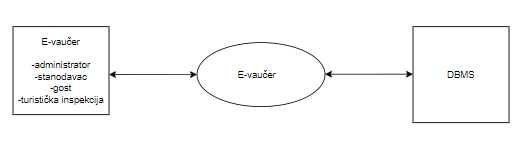 E-vaučer
-administrator
-stanodavac
-gost
-turistička inspekcija
E-vaučer
DBMS